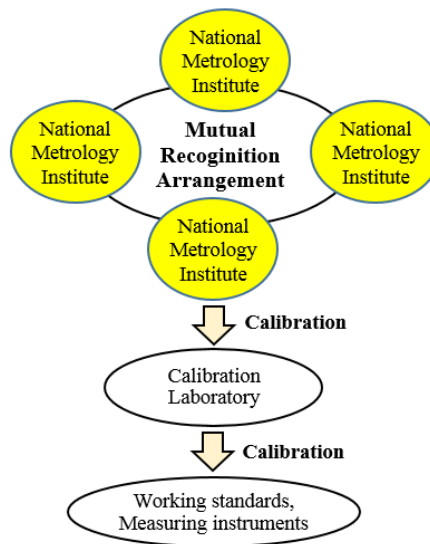 National
Metrology
Institute
National
Metrology
Institute
Mutual
Recoginition
Arrangement
National
Metrology
Institute
National
Metrology
Institute
Calibration
Calibration
Laboratory
Calibration
Working standards,
Measuring instruments